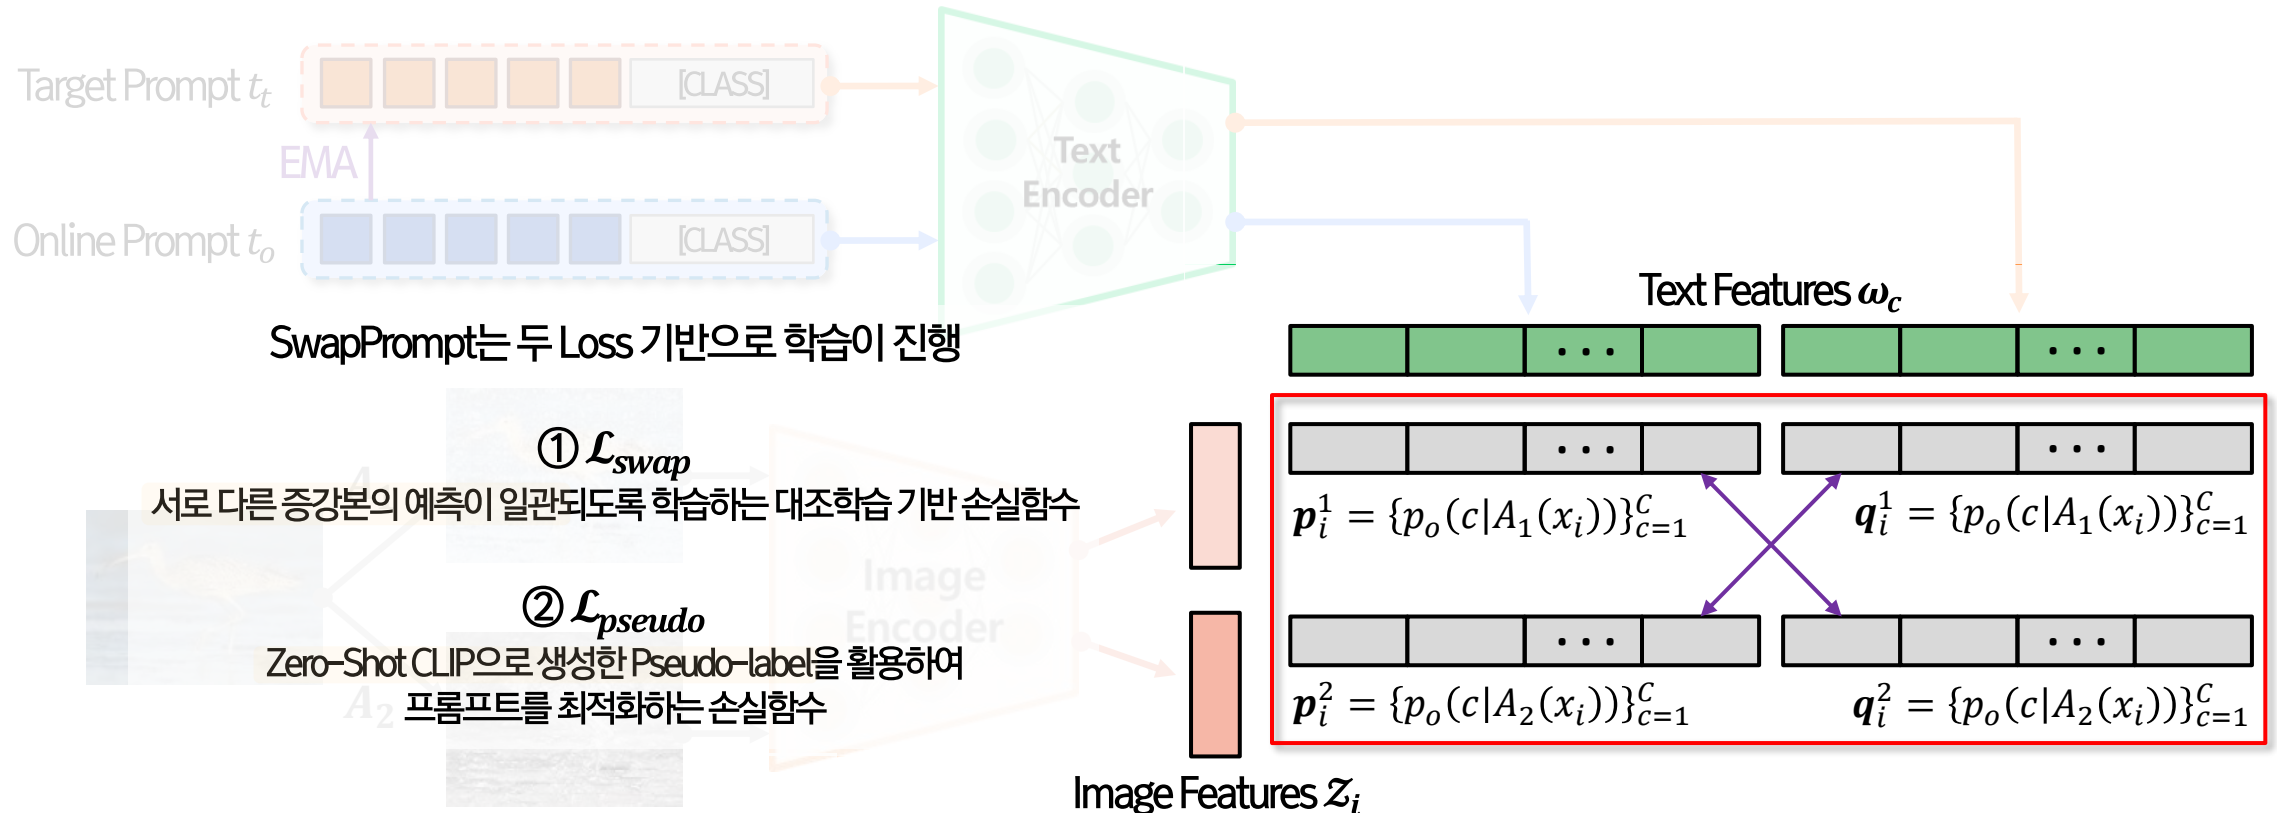 Target Prompt t_t
[CLASS]
EMA
Online Prompt t_o
[CLASS]
Text
Encoder
Text Features ω_c
SwapPrompt는 두 Loss 기반으로 학습이 진행
① ℒ_swap
서로 다른 증강본의 예측이 일관되도록 학습하는 대조학습 기반 손실함수
② ℒ_pseudo
Zero-Shot CLIP으로 생성한 Pseudo-label을 활용하여
프롬프트를 최적화하는 손실함수
A_2
Image
Encoder
Image Features Z_i
...
...
...
...
p_i^1 = {p_o(c|A_1(x_i))}_{c=1}^C
q_i^1 = {p_o(c|A_1(x_i))}_{c=1}^C
...
...
p_i^2 = {p_o(c|A_2(x_i))}_{c=1}^C
q_i^2 = {p_o(c|A_2(x_i))}_{c=1}^C